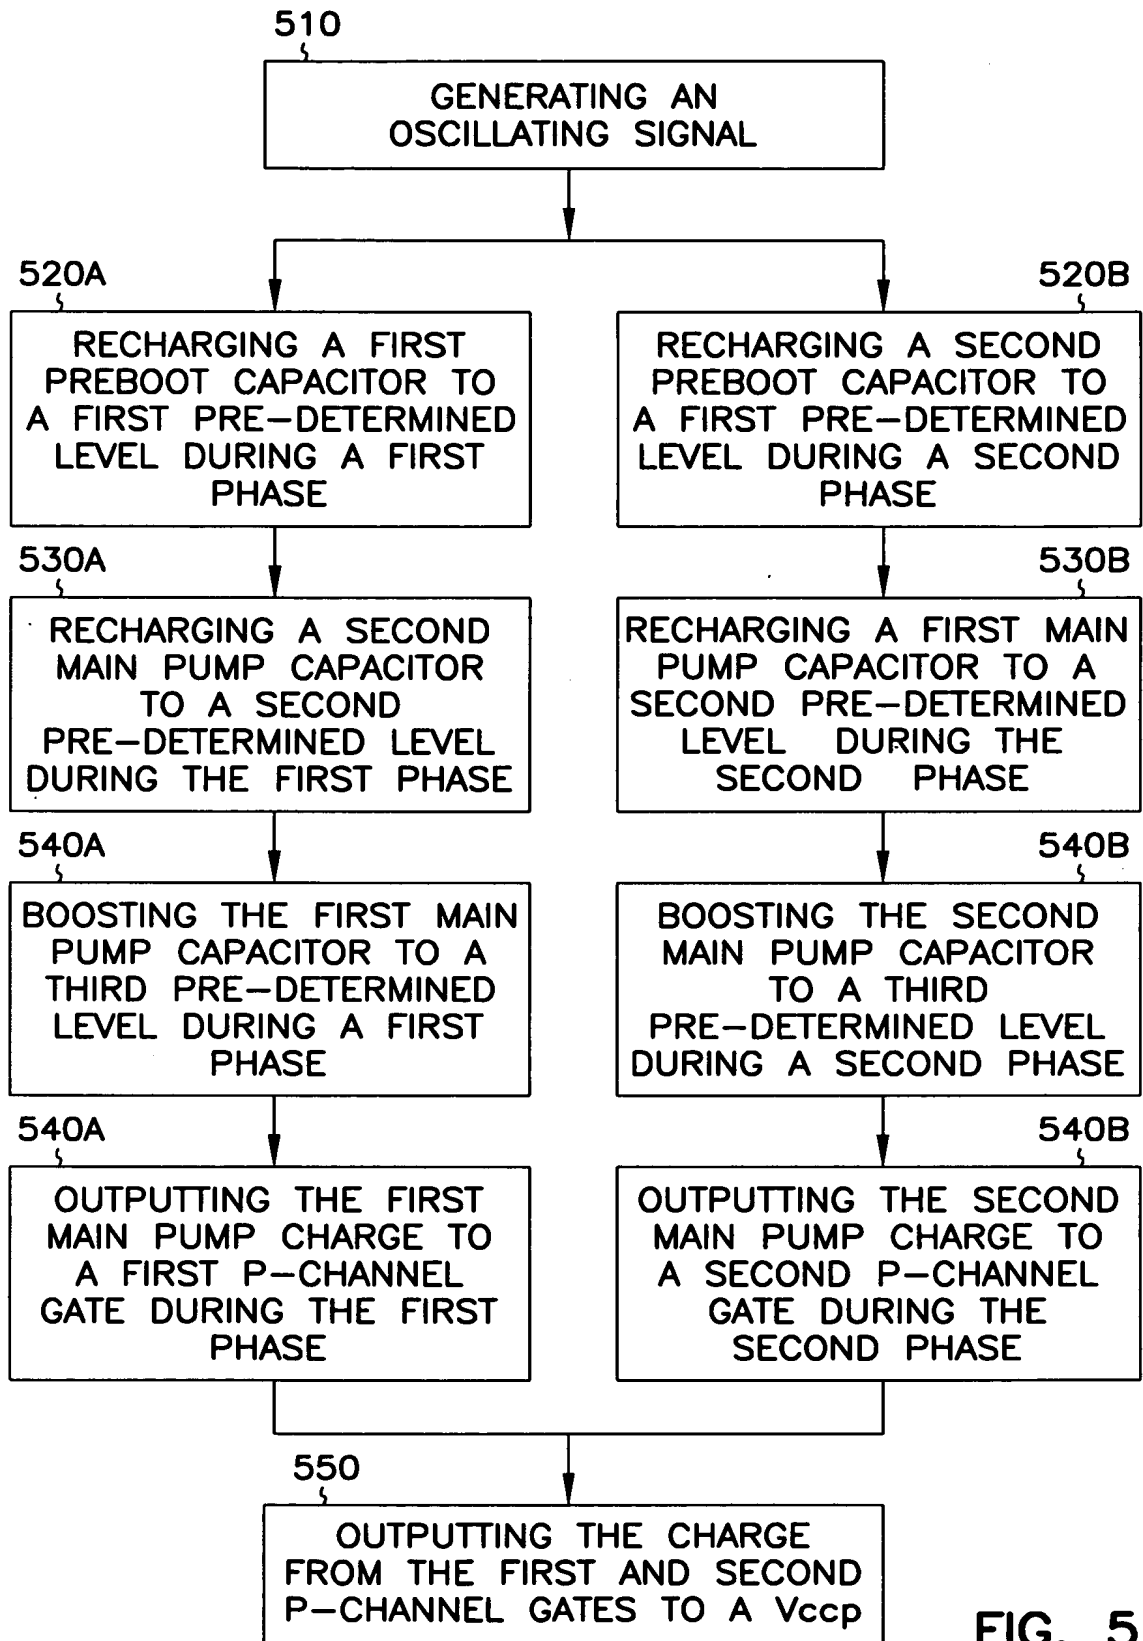 510
GENERATING AN
OSCILLATING SIGNAL
520A
RECHARGING A FIRST
PREBOOT CAPACITOR TO
A FIRST PRE-DETERMINED
LEVEL DURING A FIRST
PHASE
520B
RECHARGING A SECOND
PREBOOT CAPACITOR TO
A FIRST PRE-DETERMINED
LEVEL DURING A SECOND
PHASE
530A
RECHARGING A SECOND
MAIN PUMP CAPACITOR
TO A SECOND
PRE-DETERMINED LEVEL
DURING THE FIRST PHASE
530B
RECHARGING A FIRST MAIN
PUMP CAPACITOR TO A
SECOND PRE-DETERMINED
LEVEL DURING THE
SECOND PHASE
540A
BOOSTING THE FIRST MAIN
PUMP CAPACITOR TO A
THIRD PRE-DETERMINED
LEVEL DURING A FIRST
PHASE
540B
BOOSTING THE SECOND
MAIN PUMP CAPACITOR
TO A THIRD
PRE-DETERMINED LEVEL
DURING A SECOND PHASE
540A
OUTPUTTING THE FIRST
MAIN PUMP CHARGE TO
A FIRST P-CHANNEL
GATE DURING THE FIRST
PHASE
540B
OUTPUTTING THE SECOND
MAIN PUMP CHARGE TO
A SECOND P-CHANNEL
GATE DURING THE
SECOND PHASE
550
OUTPUTTING THE CHARGE
FROM THE FIRST AND SECOND
P-CHANNEL GATES TO A Vccp
FIG. 5